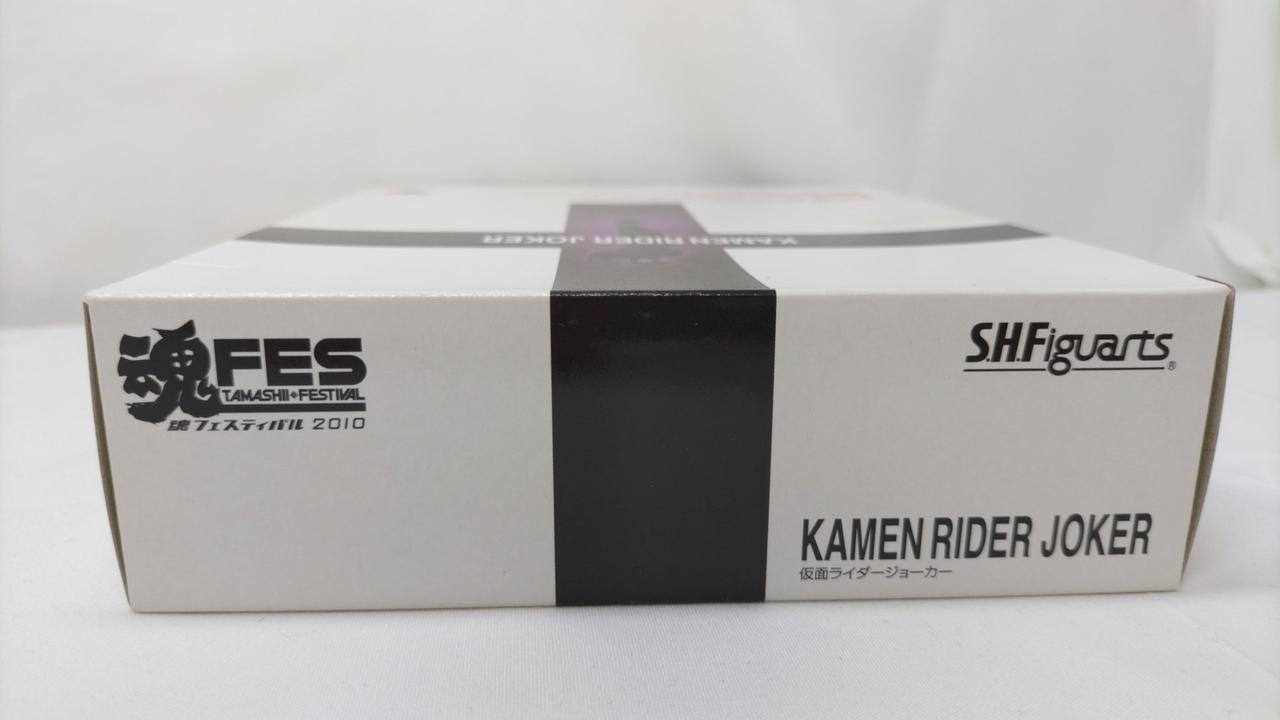 KAMEN RIDER JOKER
魂FES
TAMASHII FESTIVAL
魂フェスティバル 2010
S.H.Figuarts®
KAMEN RIDER JOKER
仮面ライダージョーカー